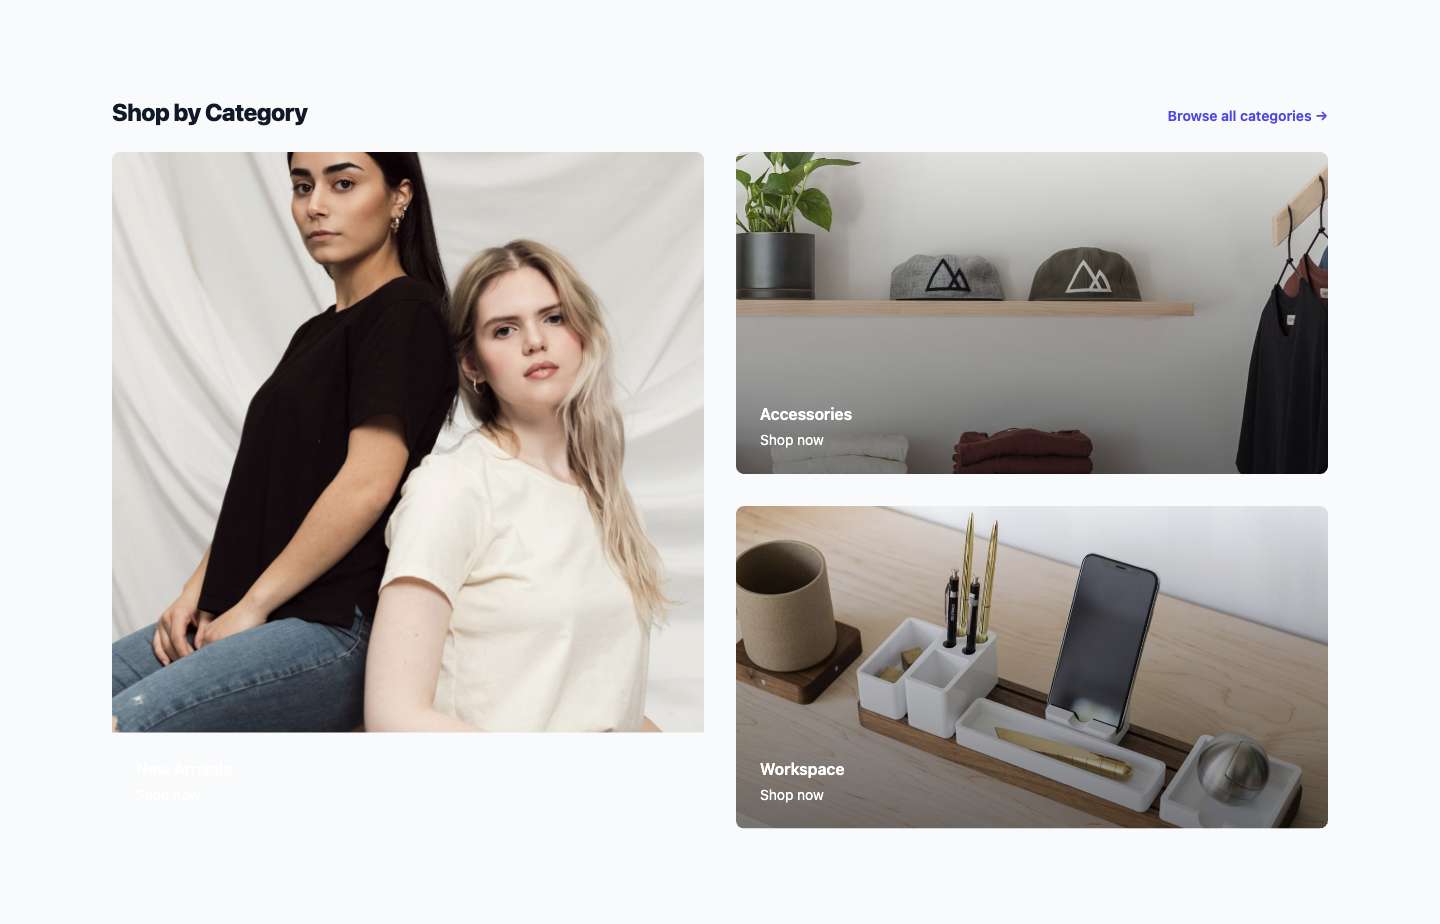 Shop by Category
Browse all categories →
New Arrivals
Shop now
Accessories
Shop now
Workspace
Shop now